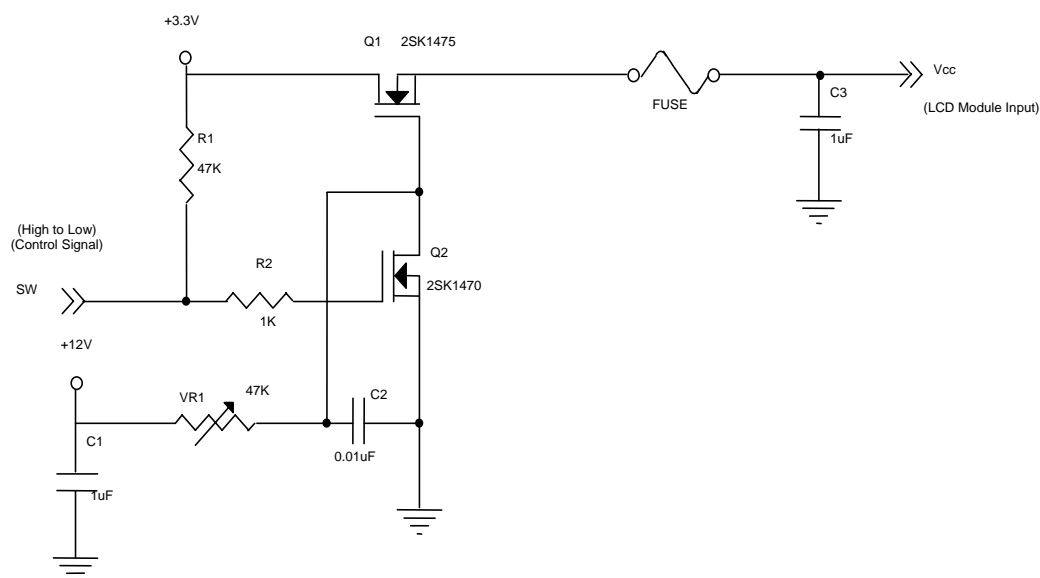 +3.3V
Q1 2SK1475
Vcc
FUSE
C3
(LCD Module Input)
1uF
R1
47K
(High to Low)
(Control Signal)
Q2
R2
SW
2SK1470
1K
+12V
47K
VR1
C2
C1
0.01uF
1uF